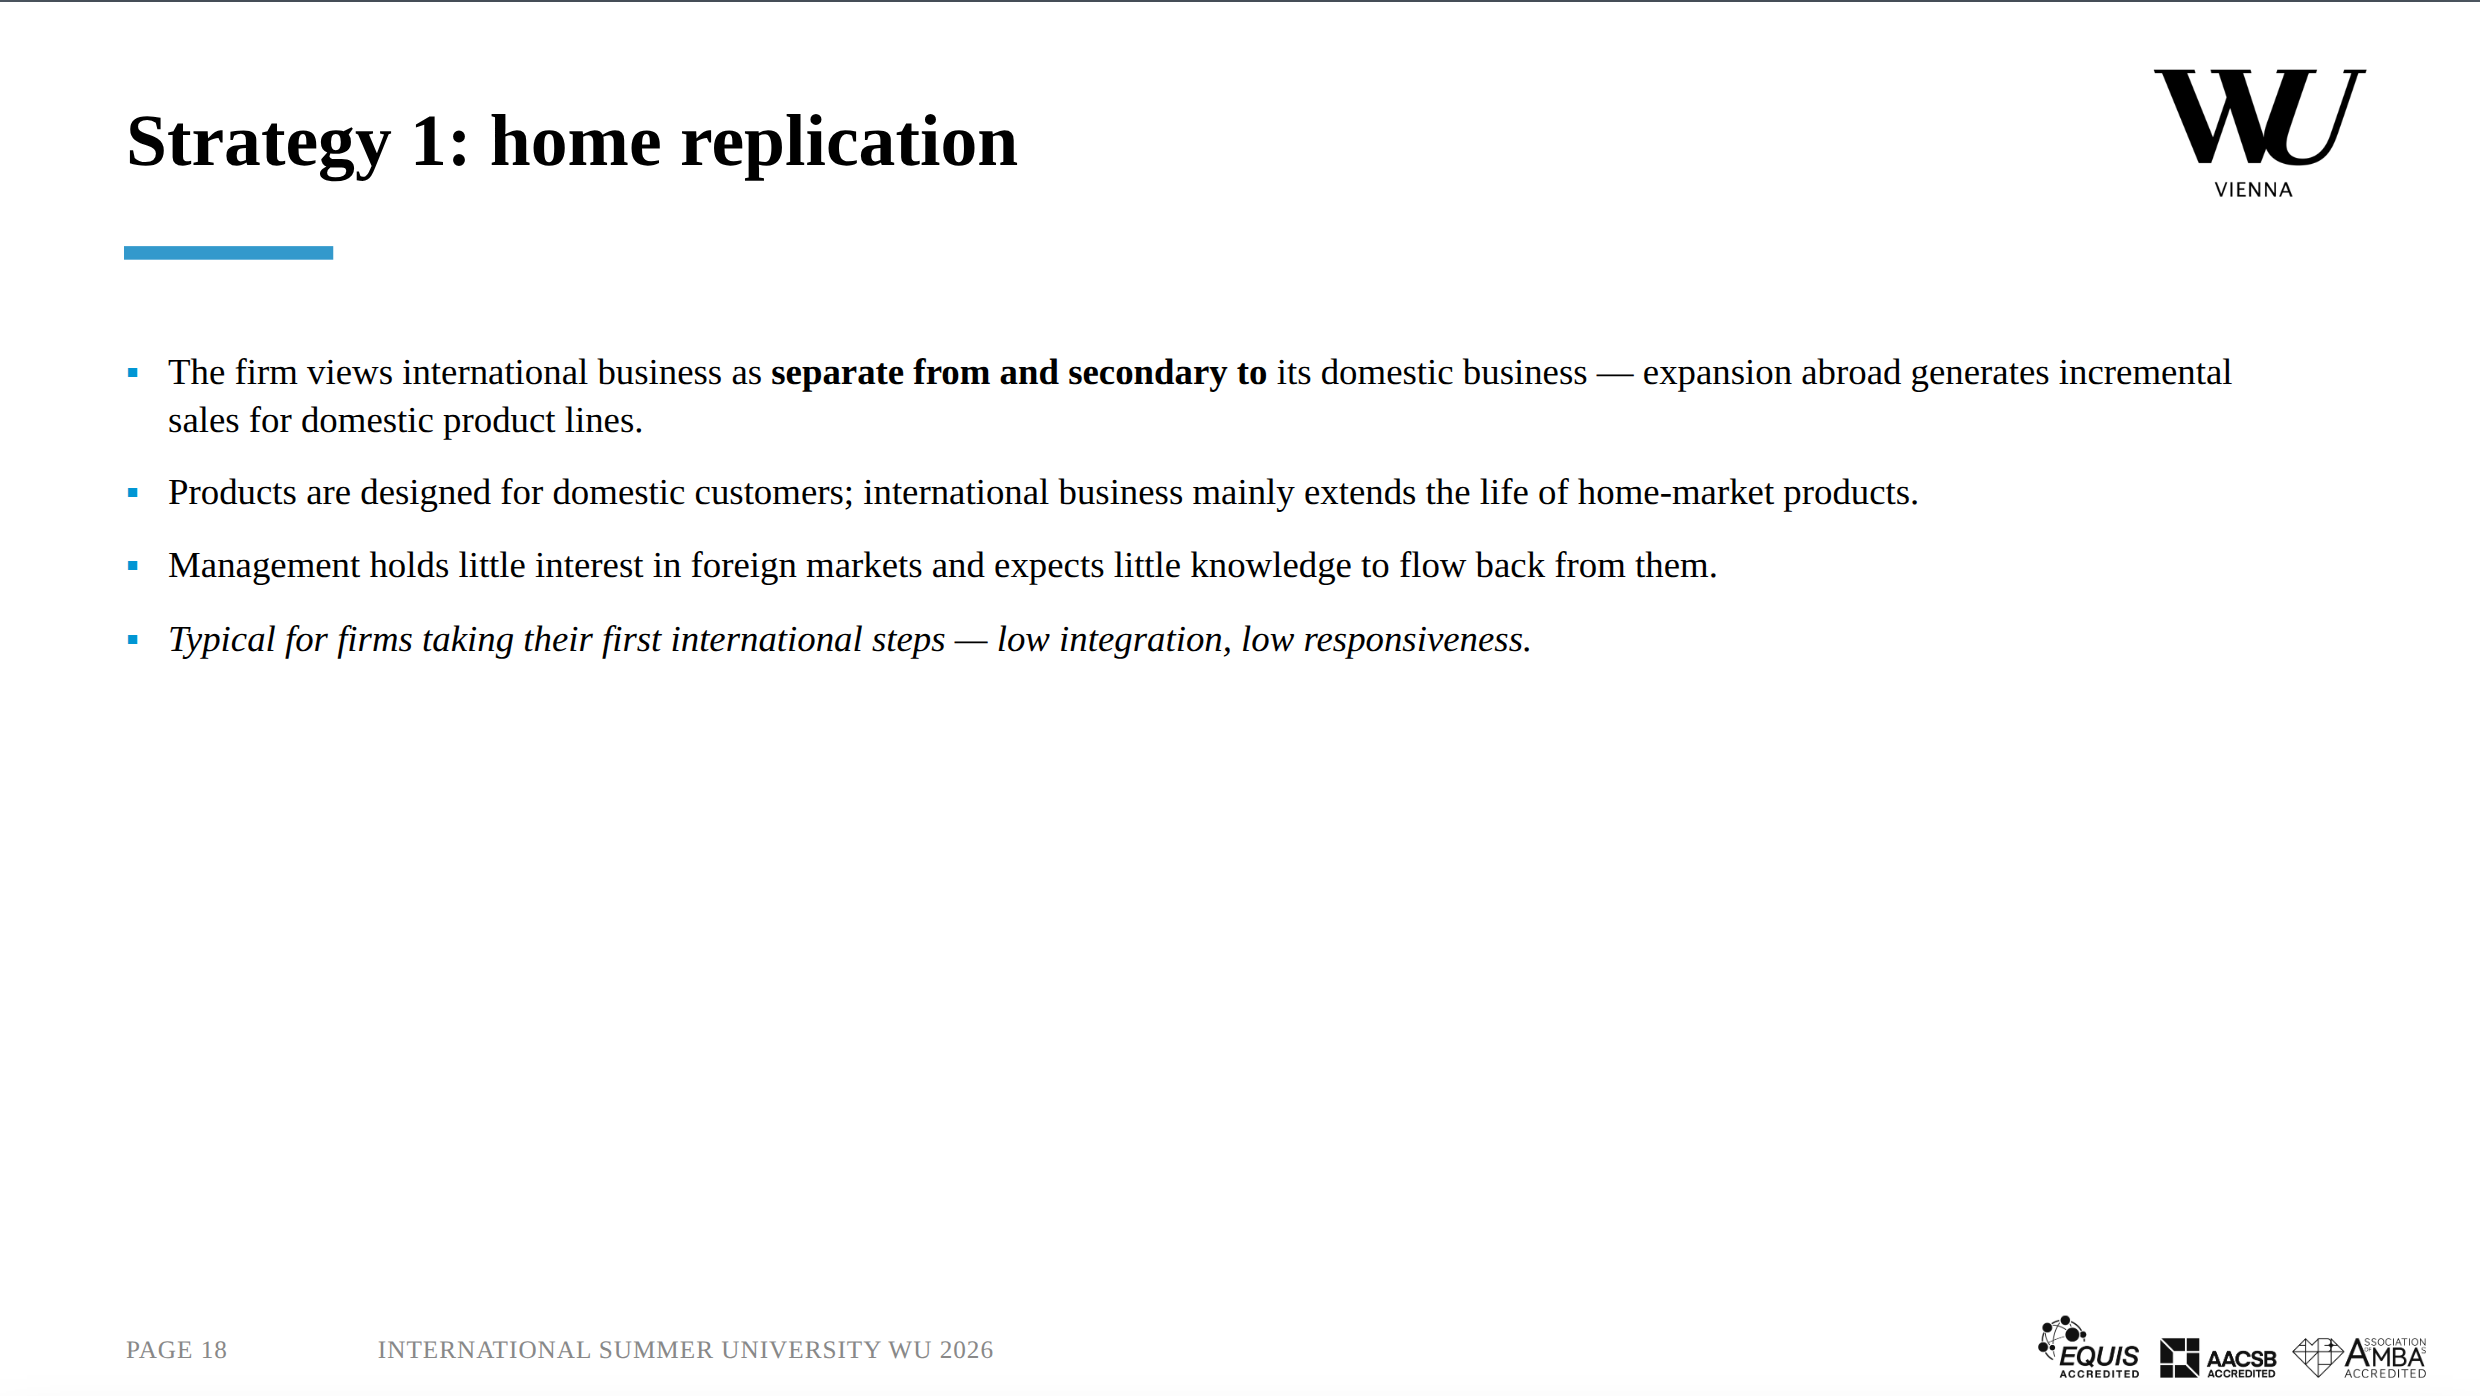 Strategy 1: home replication
WU
VIENNA
▪ The firm views international business as separate from and secondary to its domestic business — expansion abroad generates incremental
sales for domestic product lines.
▪ Products are designed for domestic customers; international business mainly extends the life of home-market products.
▪ Management holds little interest in foreign markets and expects little knowledge to flow back from them.
▪ Typical for firms taking their first international steps — low integration, low responsiveness.
PAGE 18
INTERNATIONAL SUMMER UNIVERSITY WU 2026
EQUIS
ACCREDITED
AACSB
ACCREDITED
ASSOCIATION
OF MBAS
ACCREDITED